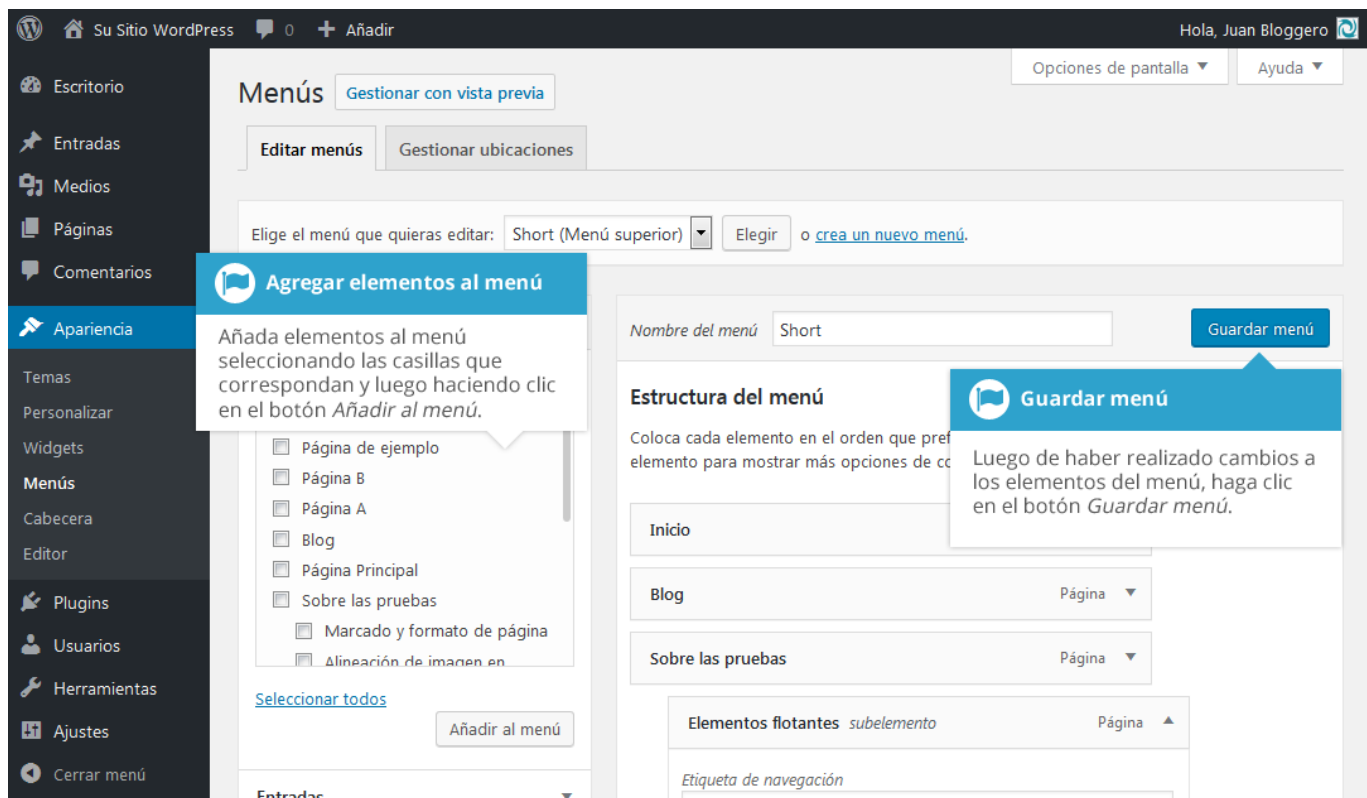 Su Sitio WordPress 0 Añadir Hola, Juan Bloggero
Opciones de pantalla Ayuda
Escritorio
Entradas
Medios
Páginas
Comentarios
Apariencia
Temas
Personalizar
Widgets
Menús
Cabecera
Editor
Plugins
Usuarios
Herramientas
Ajustes
Cerrar menú
Menús Gestionar con vista previa
Editar menús Gestionar ubicaciones
Elige el menú que quieras editar: Short (Menú superior) Elegir o crea un nuevo menú.
Agregar elementos al menú
Añada elementos al menú
seleccionando las casillas que
correspondan y luego haciendo clic
en el botón Añadir al menú.
Página de ejemplo
Página B
Página A
Blog
Página Principal
Sobre las pruebas
Marcado y formato de página
Alineación de imagen en
Seleccionar todos
Añadir al menú
Entradas
Nombre del menú Short Guardar menú
Estructura del menú
Coloca cada elemento en el orden que
elemento para mostrar más opciones de
Guardar menú
Luego de haber realizado cambios a
los elementos del menú, haga clic
en el botón Guardar menú.
Inicio
Blog Página
Sobre las pruebas Página
Elementos flotantes subelemento Página
Etiqueta de navegación